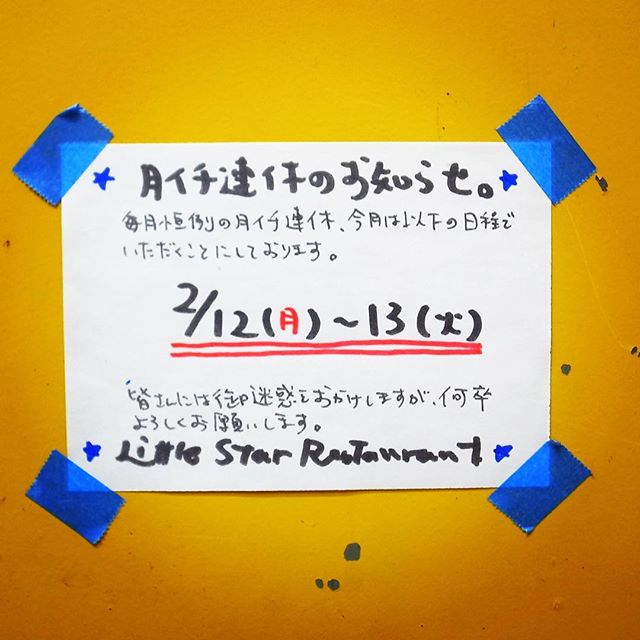 ★月イチ連休のお知らせ。★
毎月恒例の月イチ連休、今月は以下の日程で
いただくことにしております。
2/12(月)~13(火)
皆さんには御迷惑をおかけしますが、何卒
よろしくお願いします。
★Little Star Restaurant★